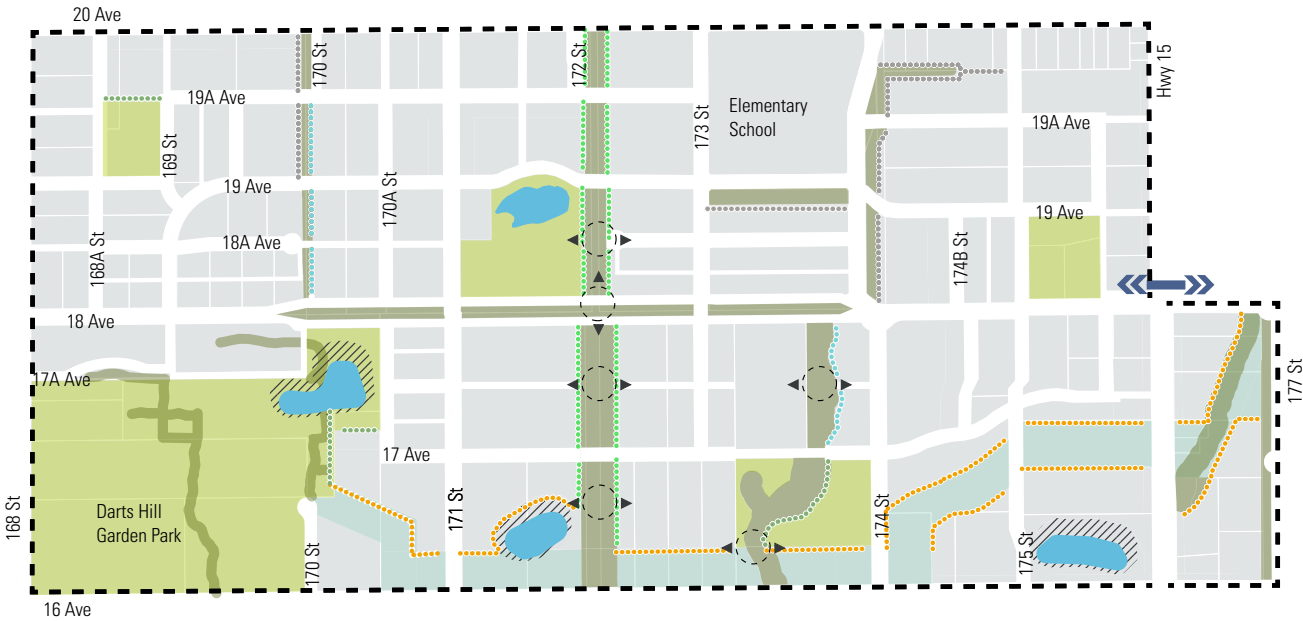 20 Ave
170 St
172 St
Hwy 15
19A Ave
Elementary
School
173 St
19A Ave
169 St
19 Ave
170A St
19 Ave
18A Ave
168A St
174B St
18 Ave
17A Ave
177 St
17 Ave
168 St
Darts Hill
Garden Park
171 St
174 St
170 St
175 St
16 Ave